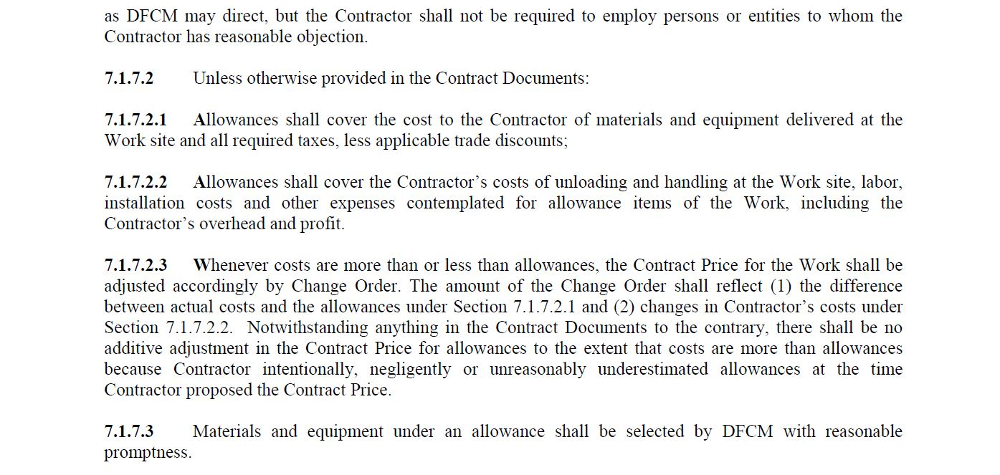 as DFCM may direct, but the Contractor shall not be required to employ persons or entities to whom the
Contractor has reasonable objection.
7.1.7.2 Unless otherwise provided in the Contract Documents:
7.1.7.2.1 Allowances shall cover the cost to the Contractor of materials and equipment delivered at the
Work site and all required taxes, less applicable trade discounts;
7.1.7.2.2 Allowances shall cover the Contractor’s costs of unloading and handling at the Work site, labor,
installation costs and other expenses contemplated for allowance items of the Work, including the
Contractor’s overhead and profit.
7.1.7.2.3 Whenever costs are more than or less than allowances, the Contract Price for the Work shall be
adjusted accordingly by Change Order. The amount of the Change Order shall reflect (1) the difference
between actual costs and the allowances under Section 7.1.7.2.1 and (2) changes in Contractor’s costs under
Section 7.1.7.2.2. Notwithstanding anything in the Contract Documents to the contrary, there shall be no
additive adjustment in the Contract Price for allowances to the extent that costs are more than allowances
because Contractor intentionally, negligently or unreasonably underestimated allowances at the time
Contractor proposed the Contract Price.
7.1.7.3 Materials and equipment under an allowance shall be selected by DFCM with reasonable
promptness.